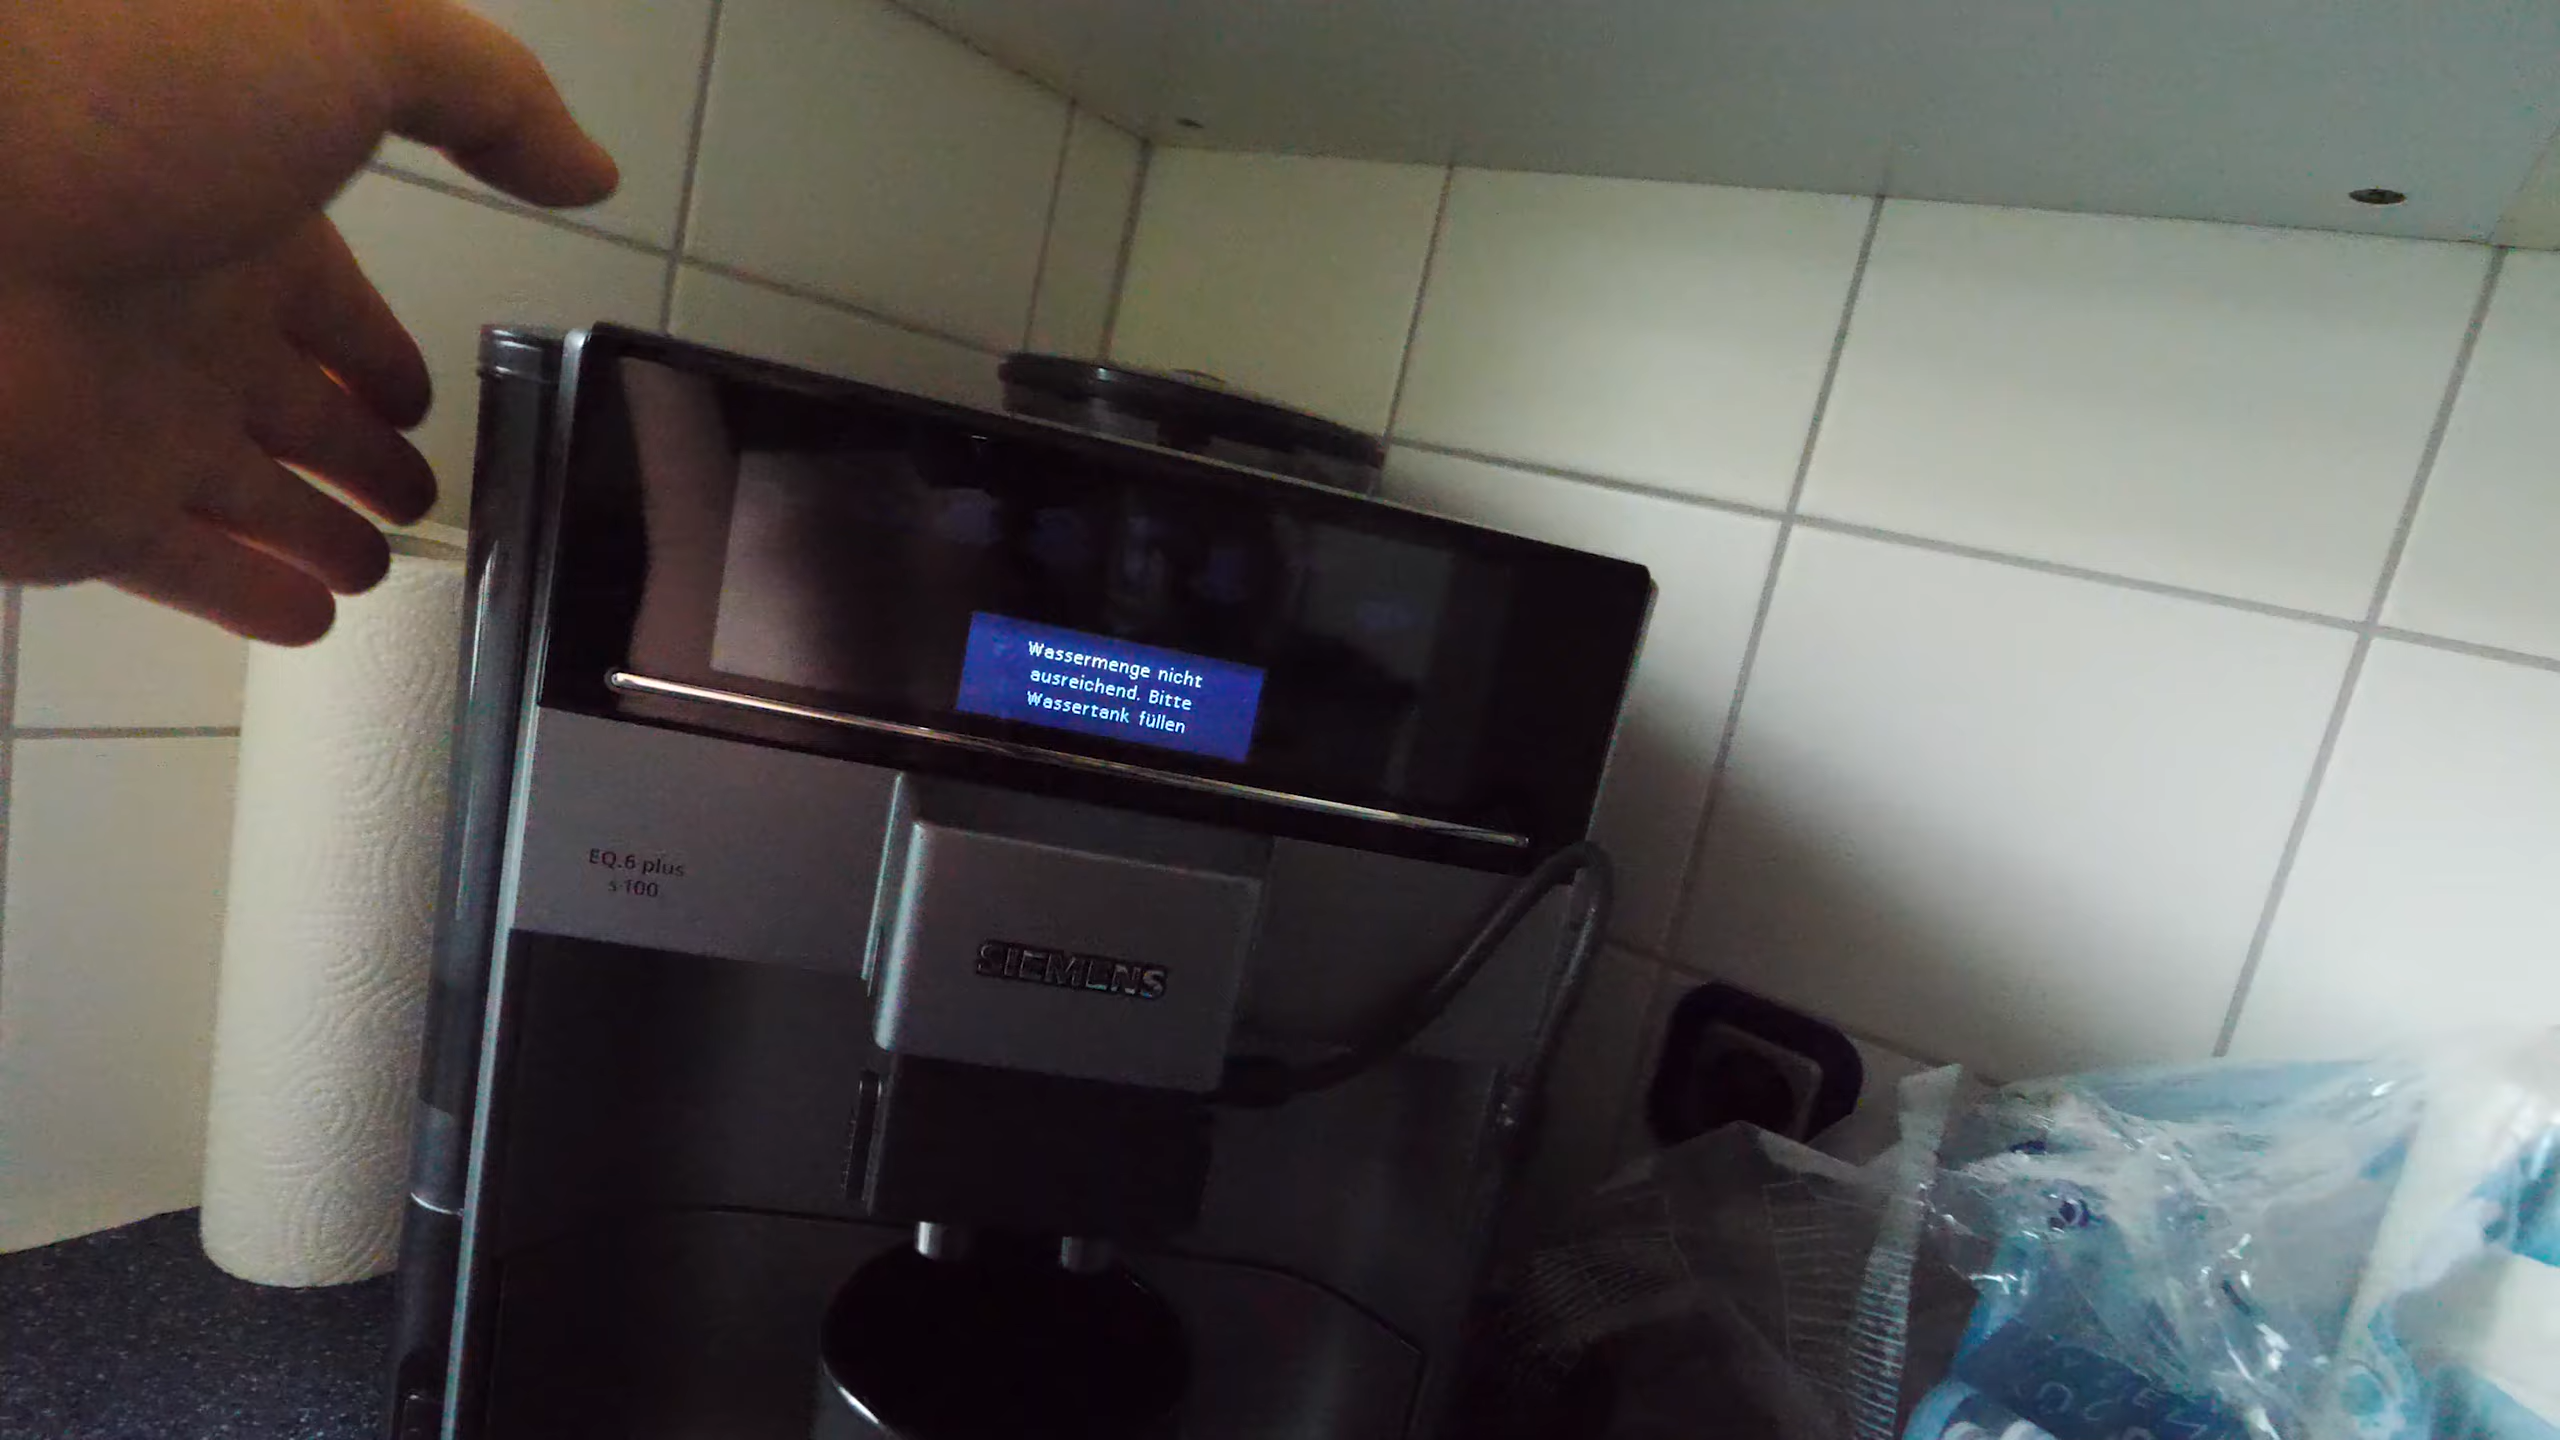 Wassermenge nicht
ausreichend. Bitte
Wassertank füllen
EQ.6 plus
s100
SIEMENS